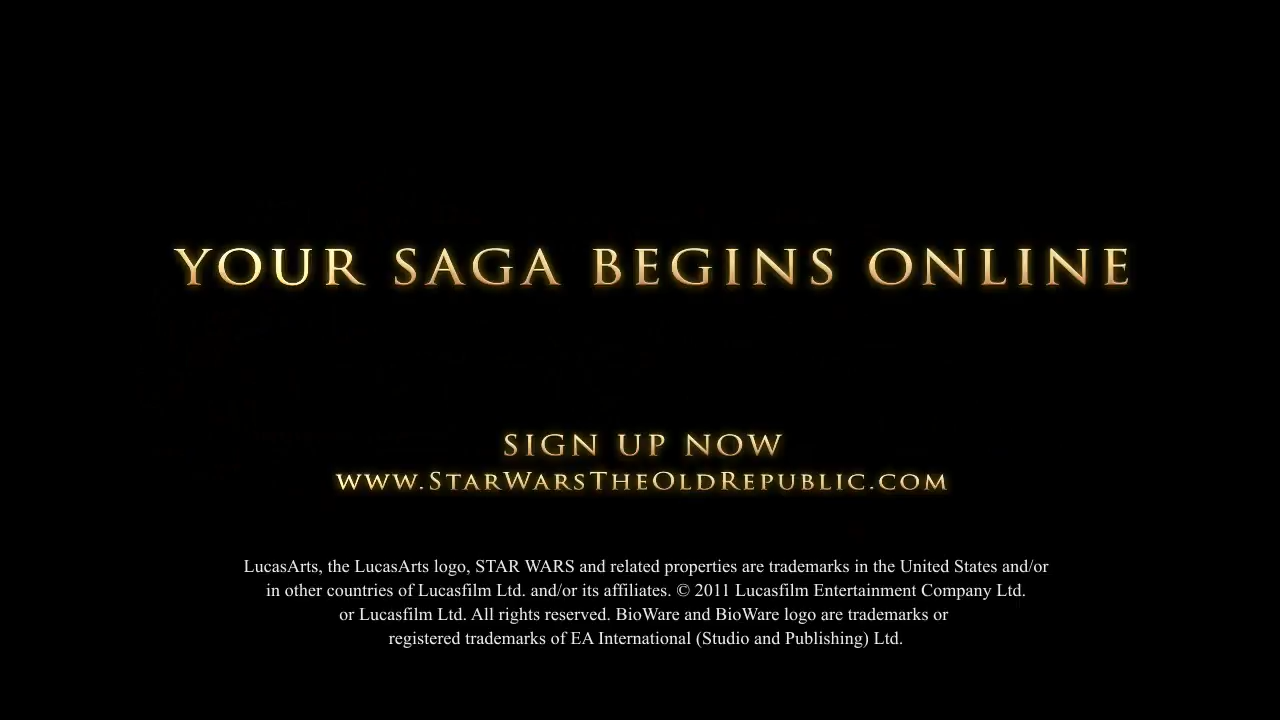 YOUR SAGA BEGINS ONLINE
SIGN UP NOW
WWW.STARWARSTHEOLDREPUBLIC.COM
LucasArts, the LucasArts logo, STAR WARS and related properties are trademarks in the United States and/or
in other countries of Lucasfilm Ltd. and/or its affiliates. © 2011 Lucasfilm Entertainment Company Ltd.
or Lucasfilm Ltd. All rights reserved. BioWare and BioWare logo are trademarks or
registered trademarks of EA International (Studio and Publishing) Ltd.